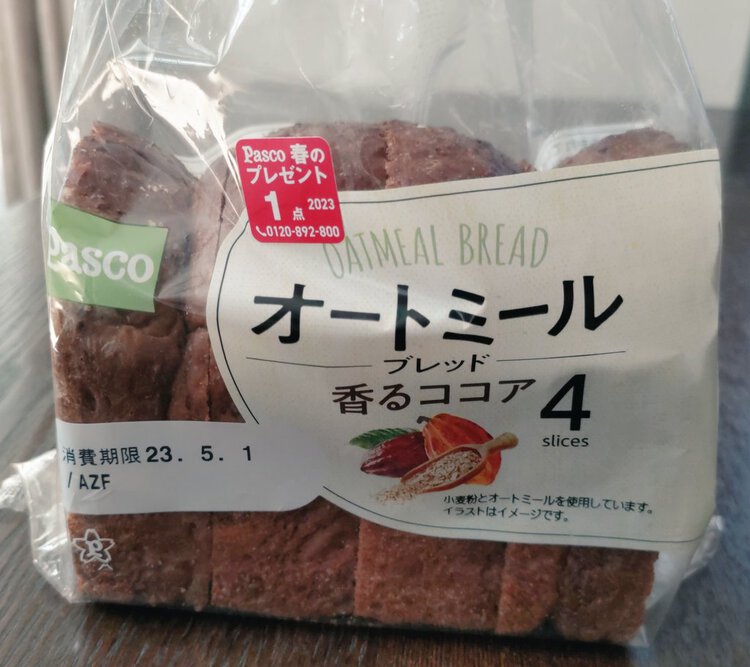 Pasco 春の
プレゼント
1点 2023
0120-892-800
Pasco
OATMEAL BREAD
オートミール
ブレッド
香るココア 4
slices
消費期限 23. 5. 1
/ AZF
小麦粉とオートミールを使用しています。
イラストはイメージです。